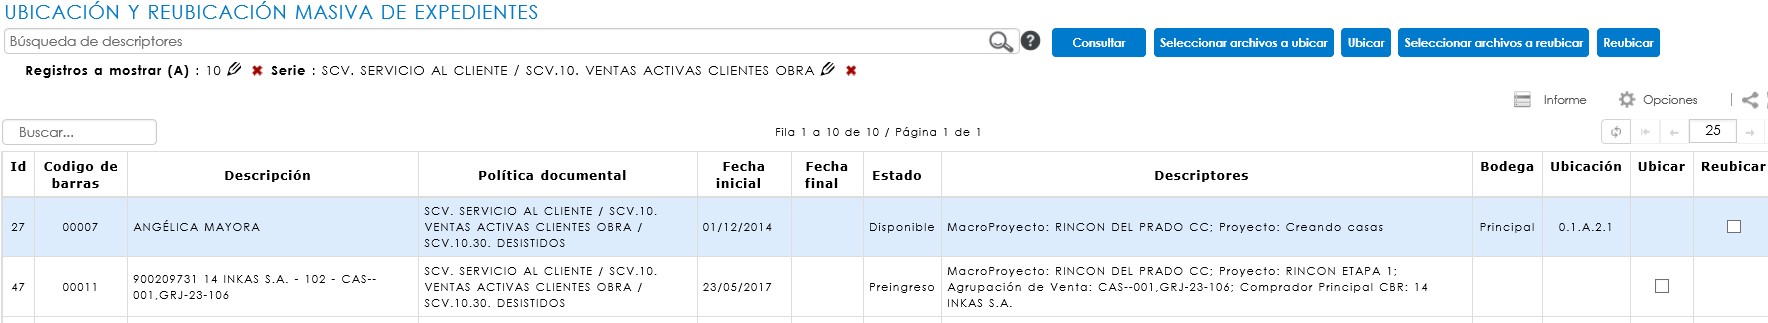 UBICACIÓN Y REUBICACIÓN MASIVA DE EXPEDIENTES
Búsqueda de descriptores
? Consultar Seleccionar archivos a ubicar Ubicar Seleccionar archivos a reubicar Reubicar
Registros a mostrar (A) : 10 Serie : SCV. SERVICIO AL CLIENTE / SCV.10. VENTAS ACTIVAS CLIENTES OBRA
Informe Opciones
Buscar... Fila 1 a 10 de 10 / Página 1 de 1 25
Id Codigo de barras Descripción Política documental Fecha inicial Fecha final Estado Descriptores Bodega Ubicación Ubicar Reubicar
27 00007 ANGÉLICA MAYORA SCV. SERVICIO AL CLIENTE / SCV.10. VENTAS ACTIVAS CLIENTES OBRA / SCV.10.30. DESISTIDOS 01/12/2014 Disponible MacroProyecto: RINCON DEL PRADO CC; Proyecto: Creando casas Principal 0.1.A.2.1
47 00011 900209731 14 INKAS S.A. - 102 - CAS--001,GRJ-23-106 SCV. SERVICIO AL CLIENTE / SCV.10. VENTAS ACTIVAS CLIENTES OBRA / SCV.10.30. DESISTIDOS 23/05/2017 Preingreso MacroProyecto: RINCON DEL PRADO CC; Proyecto: RINCON ETAPA 1; Agrupación de Venta: CAS--001,GRJ-23-106; Comprador Principal CBR: 14 INKAS S.A.